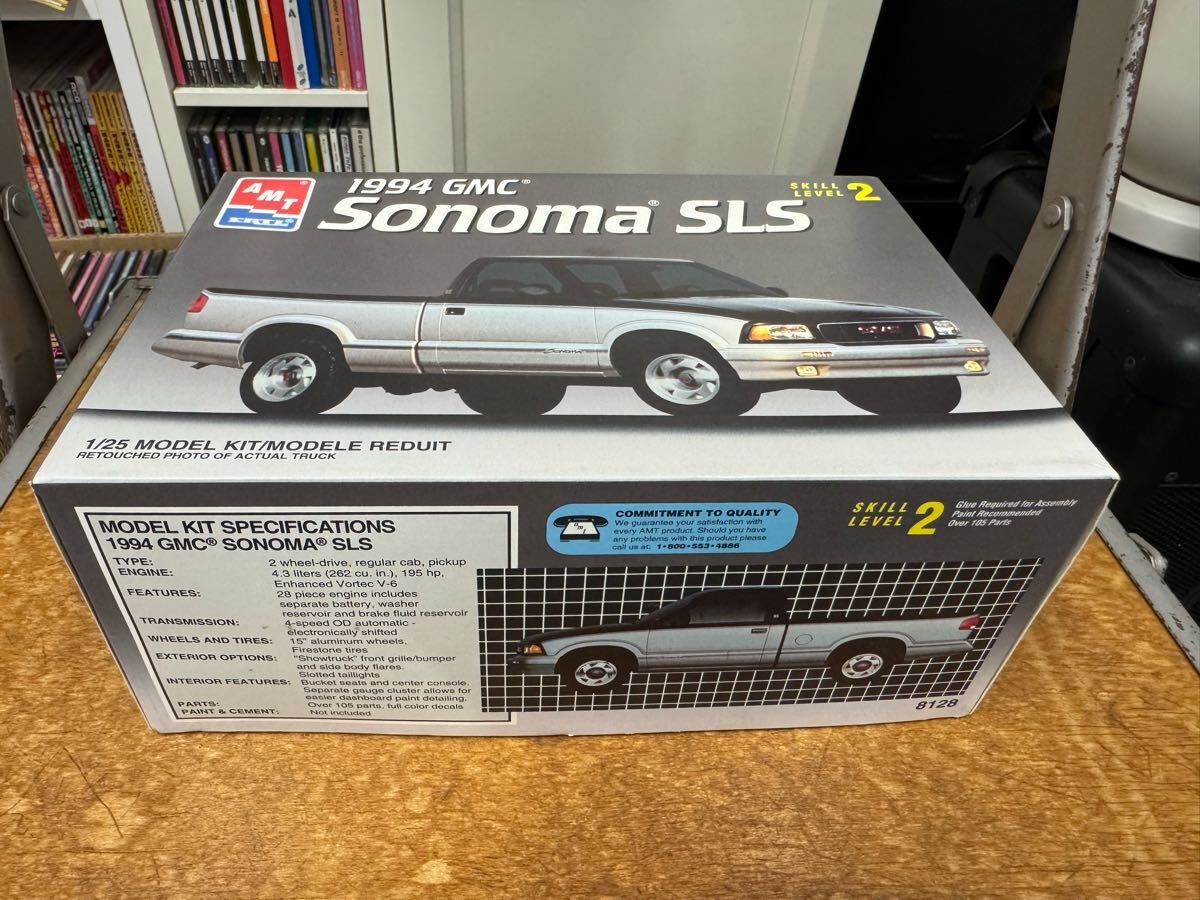 AMT®
ERTL®
1994 GMC®
Sonoma® SLS
SKILL
LEVEL 2
Sonoma
GMC
1/25 MODEL KIT/MODELE REDUIT
RETOUCHED PHOTO OF ACTUAL TRUCK
MODEL KIT SPECIFICATIONS
1994 GMC® SONOMA® SLS
TYPE: 2 wheel-drive, regular cab, pickup
ENGINE: 4.3 liters (262 cu. in.), 195 hp,
Enhanced Vortec V-6
FEATURES: 28 piece engine includes
separate battery, washer
reservoir and brake fluid reservoir
TRANSMISSION: 4-speed OD automatic -
electronically shifted
WHEELS AND TIRES: 15" aluminum wheels,
Firestone tires
EXTERIOR OPTIONS: "Showtruck" front grille/bumper
and side body flares.
Slotted taillights
INTERIOR FEATURES: Bucket seats and center console.
Separate gauge cluster allows for
easier dashboard paint detailing.
PARTS: Over 105 parts, full color decals
PAINT & CEMENT: Not included
COMMITMENT TO QUALITY
We guarantee your satisfaction with
every AMT product. Should you have
any problems with this product please
call us at: 1-800-553-4886
SKILL
LEVEL 2
Glue Required for Assembly
Paint Recommended
Over 105 Parts
8128